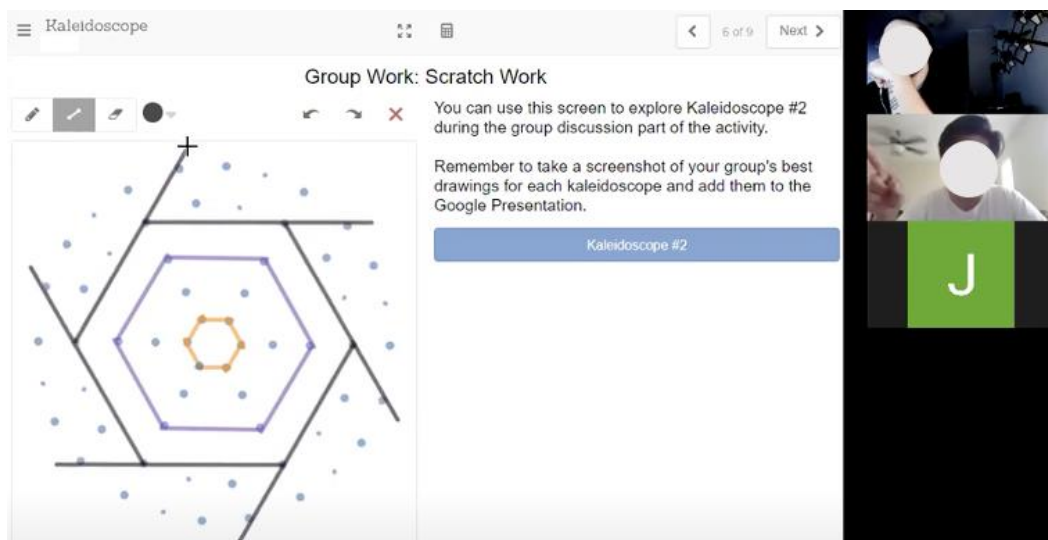 Kaleidoscope
6 of 9
Next
Group Work: Scratch Work
You can use this screen to explore Kaleidoscope #2
during the group discussion part of the activity.
Remember to take a screenshot of your group's best
drawings for each kaleidoscope and add them to the
Google Presentation.
Kaleidoscope #2
J